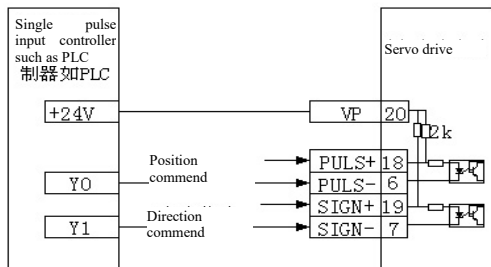 Single pulse
input controller
such as PLC
制器如PLC
Servo drive
+24V
VP 20
2k
Position
commend
PULS+ 18
Y0
PULS- 6
Direction
commend
SIGN+ 19
Y1
SIGN- 7